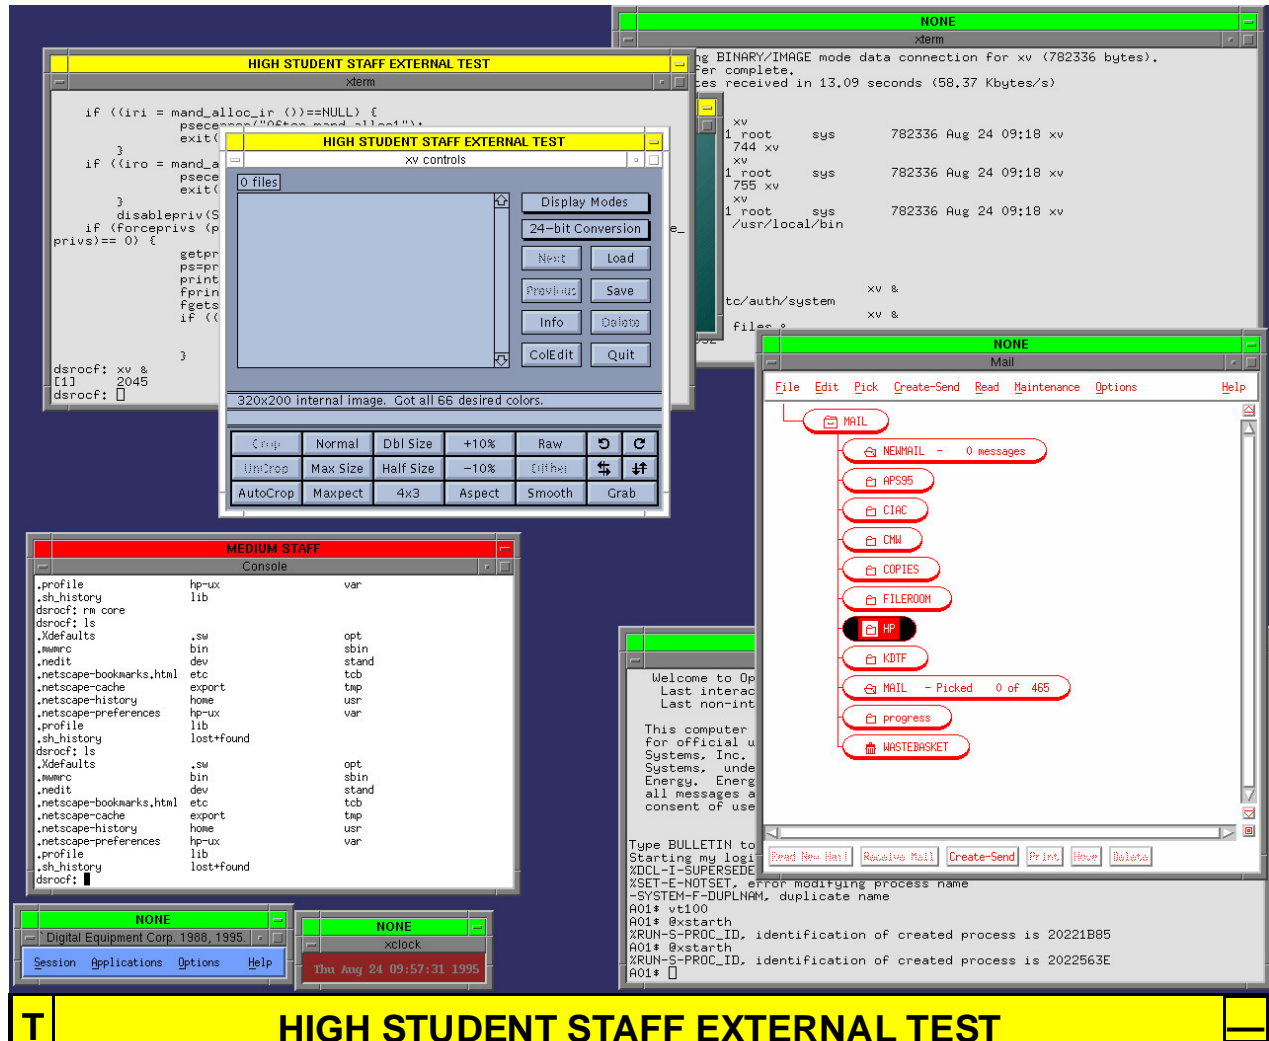 NONE
xterm
ng BINARY/IMAGE mode data connection for xv (782336 bytes).
fer complete.
tes received in 13.09 seconds (58.37 Kbytes/s)
xv
1 root sys 782336 Aug 24 09:18 xv
744 xv
xv
1 root sys 782336 Aug 24 09:18 xv
755 xv
xv
1 root sys 782336 Aug 24 09:18 xv
/usr/local/bin
xv &
tc/auth/system
xv &
files &
HIGH STUDENT STAFF EXTERNAL TEST
xterm
if ((iri = mand_alloc_ir ())==NULL) {
psecerror("After mand_alloc1");
exit(
}
if ((iro = mand_a
psece
exit(
}
disablepriv(S
if (forceprivs (p
e_
privs)== 0) {
getpr
ps=pr
print
fprin
fgets
if ((
}
dsrocf: xv &
[1] 2045
dsrocf:
HIGH STUDENT STAFF EXTERNAL TEST
xv controls
0 files
Display Modes
24-bit Conversion
Next Load
Previous Save
Info Delete
ColEdit Quit
320x200 internal image. Got all 66 desired colors.
Crop Normal Dbl Size +10% Raw
UnCrop Max Size Half Size -10% Dither
AutoCrop Maxpect 4x3 Aspect Smooth Grab
NONE
Mail
File Edit Pick Create-Send Read Maintenance Options Help
MAIL
NEWMAIL - 0 messages
APS95
CIAC
CMW
COPIES
FILEROOM
HP
KDTF
MAIL - Picked 0 of 465
progress
WASTEBASKET
Read New Mail Receive Mail Create-Send Print Move Delete
MEDIUM STAFF
Console
.profile hp-ux var
.sh_history lib
dsrocf: rm core
dsrocf: ls
.Xdefaults .sw opt
.mwmrc bin sbin
.nedit dev stand
.netscape-bookmarks.html etc tcb
.netscape-cache export tmp
.netscape-history home usr
.netscape-preferences hp-ux var
.profile lib
.sh_history lost+found
dsrocf: ls
.Xdefaults .sw opt
.mwmrc bin sbin
.nedit dev stand
.netscape-bookmarks.html etc tcb
.netscape-cache export tmp
.netscape-history home usr
.netscape-preferences hp-ux var
.profile lib
.sh_history lost+found
dsrocf:
Welcome to Op
Last interac
Last non-int
This computer
for official u
Systems, Inc.
Systems, unde
Energy. Energ
all messages a
consent of use
Type BULLETIN to
Starting my logi
%DCL-I-SUPERSEDE
%SET-E-NOTSET, error modifying process name
-SYSTEM-F-DUPLNAM, duplicate name
A01# vt100
A01# @xstarth
%RUN-S-PROC_ID, identification of created process is 20221B85
A01# @xstarth
%RUN-S-PROC_ID, identification of created process is 2022563E
A01#
NONE
Digital Equipment Corp. 1988, 1995.
Session Applications Options Help
NONE
xclock
Thu Aug 24 09:57:31 1995
T HIGH STUDENT STAFF EXTERNAL TEST